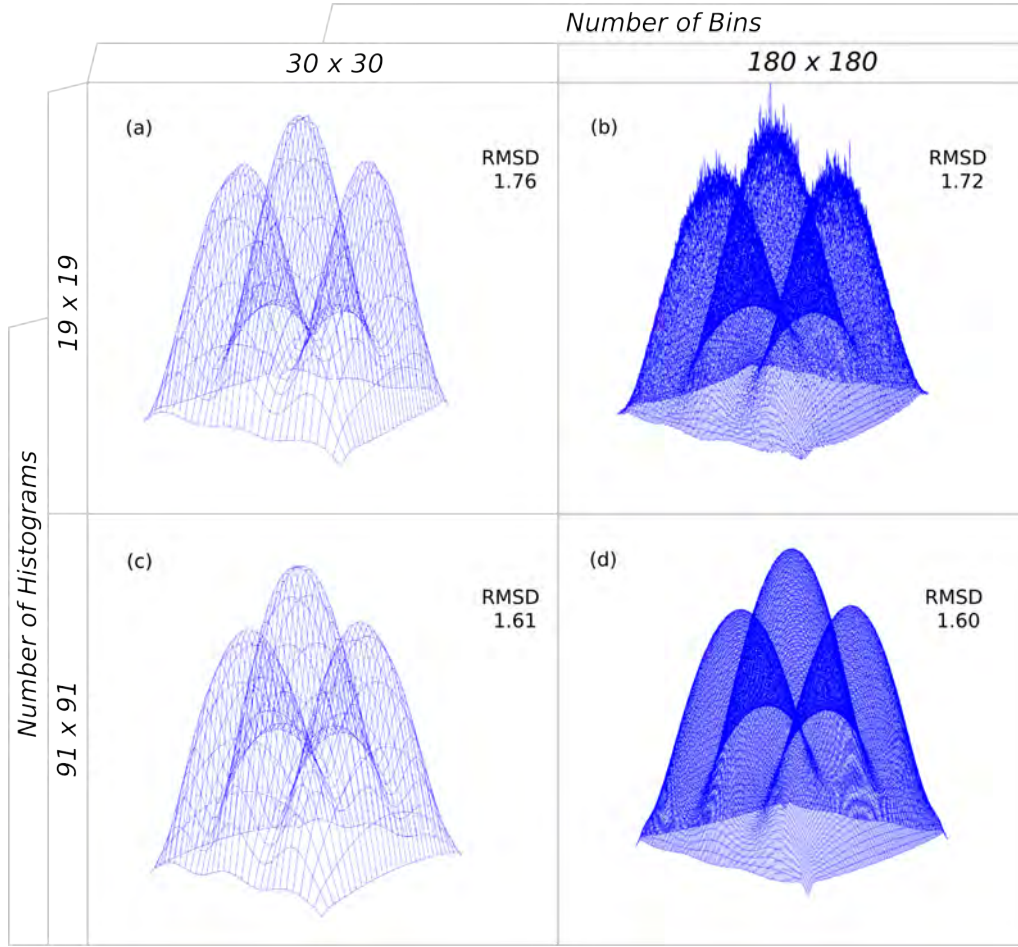 Number of Bins
30 x 30
180 x 180
Number of Histograms
19 x 19
(a)
RMSD
1.76
(b)
RMSD
1.72
91 x 91
(c)
RMSD
1.61
(d)
RMSD
1.60